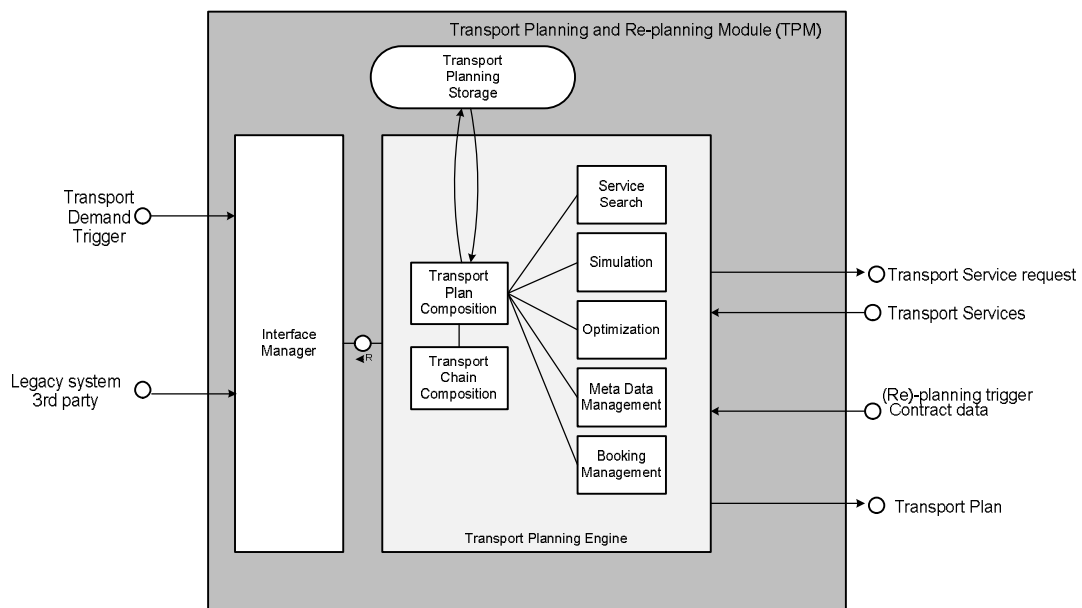 Transport Planning and Re-planning Module (TPM)
Transport
Planning
Storage
Transport
Demand
Trigger
Legacy system
3rd party
Interface
Manager
R
Transport
Plan
Composition
Transport
Chain
Composition
Service
Search
Simulation
Optimization
Meta Data
Management
Booking
Management
Transport Planning Engine
Transport Service request
Transport Services
(Re)-planning trigger
Contract data
Transport Plan